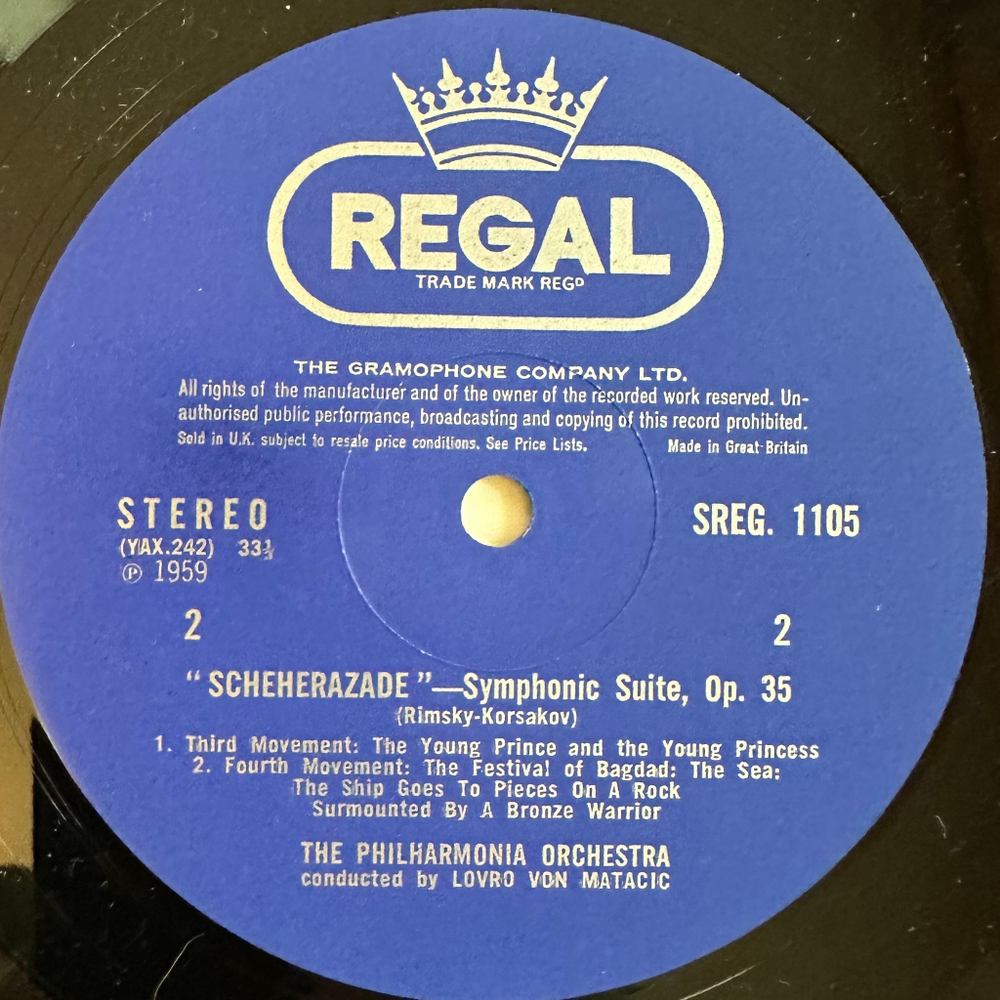 REGAL
TRADE MARK REGD
THE GRAMOPHONE COMPANY LTD.
All rights of the manufacturer and of the owner of the recorded work reserved. Un-
authorised public performance, broadcasting and copying of this record prohibited.
Sold in U.K. subject to resale price conditions. See Price Lists. Made in Great Britain
STEREO
(YAX.242) 33⅓
℗ 1959
SREG. 1105
2 2
"SCHEHERAZADE"—Symphonic Suite, Op. 35
(Rimsky-Korsakov)
1. Third Movement: The Young Prince and the Young Princess
2. Fourth Movement: The Festival of Bagdad: The Sea:
The Ship Goes To Pieces On A Rock
Surmounted By A Bronze Warrior
THE PHILHARMONIA ORCHESTRA
conducted by LOVRO VON MATACIC